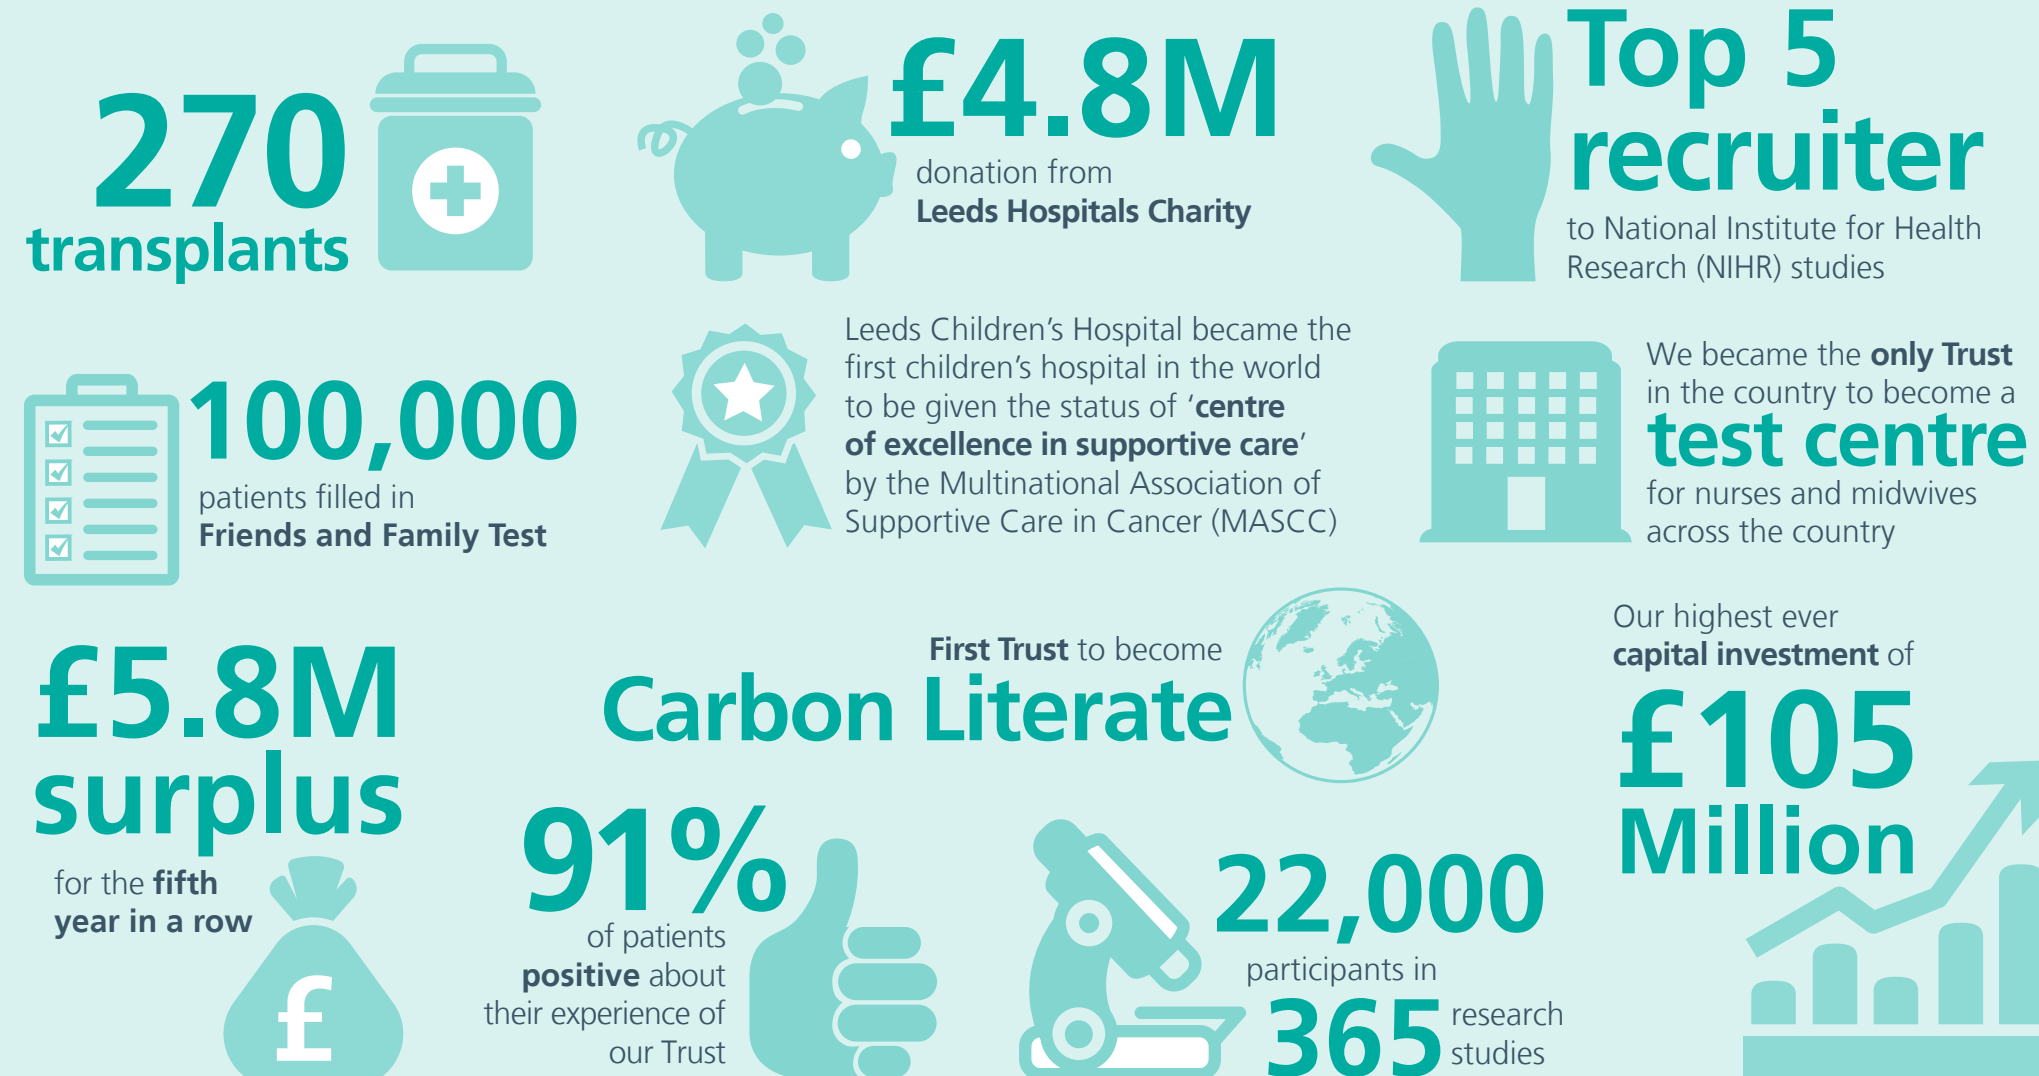 270
transplants
£4.8M
donation from
Leeds Hospitals Charity
Top 5
recruiter
to National Institute for Health
Research (NIHR) studies
100,000
patients filled in
Friends and Family Test
Leeds Children’s Hospital became the
first children’s hospital in the world
to be given the status of ‘centre
of excellence in supportive care’
by the Multinational Association of
Supportive Care in Cancer (MASCC)
We became the only Trust
in the country to become a
test centre
for nurses and midwives
across the country
£5.8M
surplus
for the fifth
year in a row
£
First Trust to become
Carbon Literate
Our highest ever
capital investment of
£105
Million
91%
of patients
positive about
their experience of
our Trust
22,000
participants in
365 research
studies